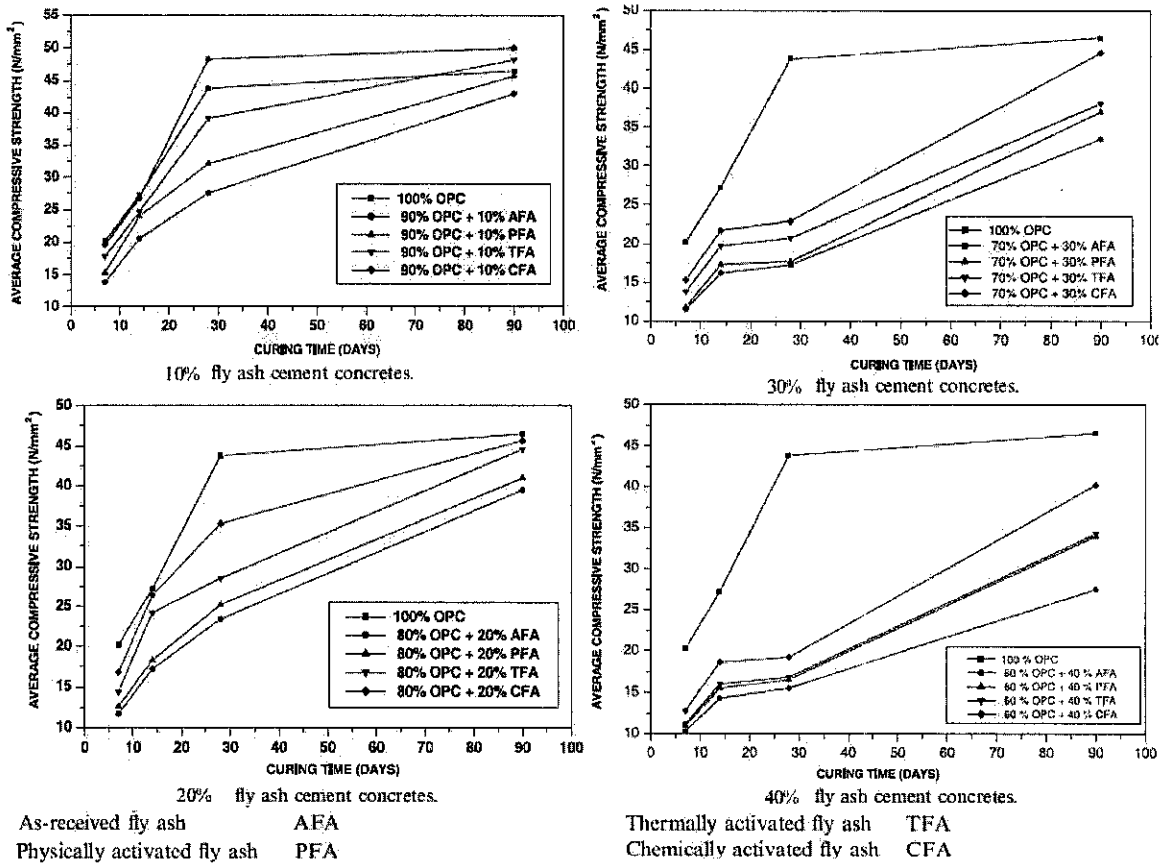 AVERAGE COMPRESSIVE STRENGTH (N/mm²)
55
50
45
40
35
30
25
20
15
10
100% OPC
90% OPC + 10% AFA
90% OPC + 10% PFA
90% OPC + 10% TFA
90% OPC + 10% CFA
0 10 20 30 40 50 60 70 80 90 100
CURING TIME (DAYS)
10% fly ash cement concretes.
AVERAGE COMPRESSIVE STRENGTH (N/mm²)
50
45
40
35
30
25
20
15
10
100% OPC
70% OPC + 30% AFA
70% OPC + 30% PFA
70% OPC + 30% TFA
70% OPC + 30% CFA
0 10 20 30 40 50 60 70 80 90 100
CURING TIME (DAYS)
30% fly ash cement concretes.
AVERAGE COMPRESSIVE STRENGTH (N/mm²)
50
45
40
35
30
25
20
15
10
100% OPC
80% OPC + 20% AFA
80% OPC + 20% PFA
80% OPC + 20% TFA
80% OPC + 20% CFA
0 10 20 30 40 50 60 70 80 90 100
CURING TIME (DAYS)
20% fly ash cement concretes.
AVERAGE COMPRESSIVE STRENGTH (N/mm²)
50
45
40
35
30
25
20
15
10
100 % OPC
60 % OPC + 40 % AFA
60 % OPC + 40 % PFA
60 % OPC + 40 % TFA
60 % OPC + 40 % CFA
0 10 20 30 40 50 60 70 80 90 100
CURING TIME (DAYS)
40% fly ash cement concretes.
As-received fly ash AFA
Physically activated fly ash PFA
Thermally activated fly ash TFA
Chemically activated fly ash CFA